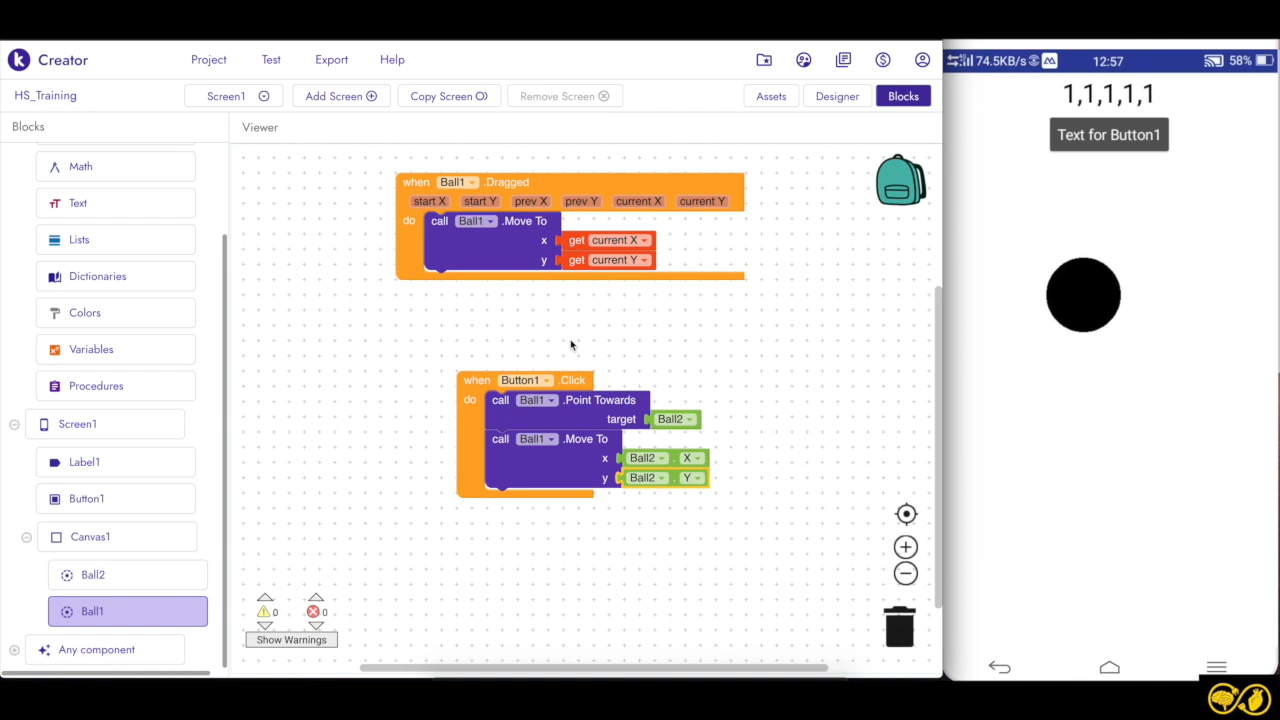 Creator
Project
Test
Export
Help
HS_Training
Screen1
Add Screen
Copy Screen
Remove Screen
Assets
Designer
Blocks
Blocks
Viewer
Math
Text
Lists
Dictionaries
Colors
Variables
Procedures
Screen1
Label1
Button1
Canvas1
Ball2
Ball1
Any component
when Ball1 .Dragged
start X start Y prev X prev Y current X current Y
do call Ball1 .Move To
x get current X
y get current Y
when Button1 .Click
do call Ball1 .Point Towards
target Ball2
call Ball1 .Move To
x Ball2 . X
y Ball2 . Y
0 0
Show Warnings
74.5KB/s 12:57 58%
1,1,1,1,1
Text for Button1